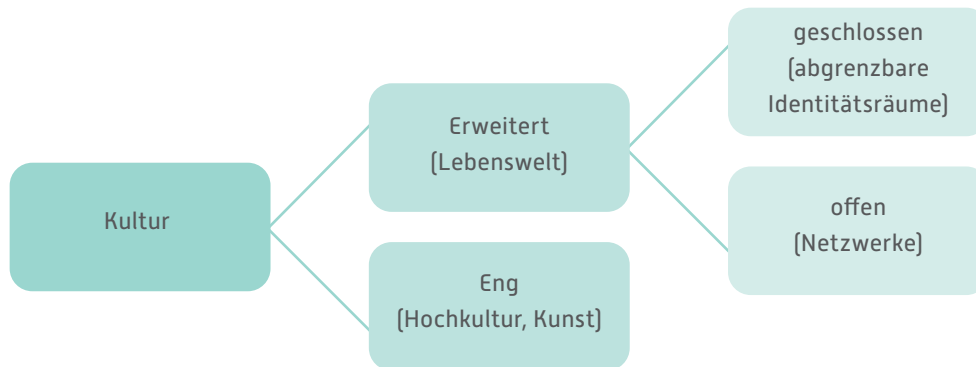 Kultur
Erweitert
(Lebenswelt)
Eng
(Hochkultur, Kunst)
geschlossen
(abgrenzbare
Identitätsräume)
offen
(Netzwerke)